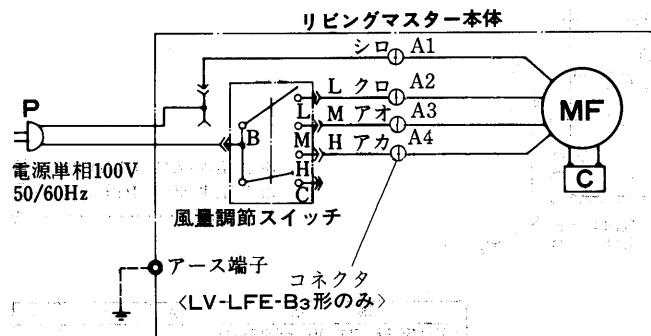 リビングマスター本体
シロ A1
L クロ A2
M アオ A3
H アカ A4
P
B
L
M
H
C
MF
C
電源単相100V
50/60Hz
風量調節スイッチ
アース端子
コネクタ
〈LV-LFE-B₃形のみ〉